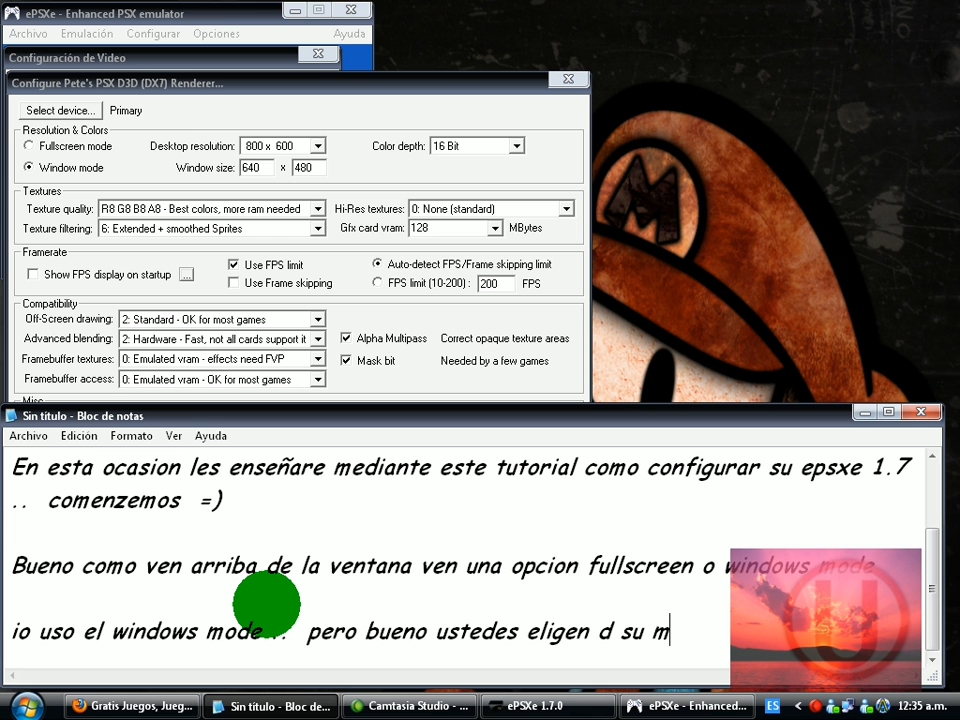 ePSXe - Enhanced PSX emulator
Archivo Emulación Configurar Opciones Ayuda
Configuración de Video
Configure Pete's PSX D3D (DX7) Renderer...
Select device... Primary
Resolution & Colors
Fullscreen mode Desktop resolution: 800 x 600 Color depth: 16 Bit
Window mode Window size: 640 x 480
Textures
Texture quality: R8 G8 B8 A8 - Best colors, more ram needed Hi-Res textures: 0: None (standard)
Texture filtering: 6: Extended + smoothed Sprites Gfx card vram: 128 MBytes
Framerate
Show FPS display on startup ... Use FPS limit Auto-detect FPS/Frame skipping limit
Use Frame skipping FPS limit (10-200) : 200 FPS
Compatibility
Off-Screen drawing: 2: Standard - OK for most games
Advanced blending: 2: Hardware - Fast, not all cards support it Alpha Multipass Correct opaque texture areas
Framebuffer textures: 0: Emulated vram - effects need FVP Mask bit Needed by a few games
Framebuffer access: 0: Emulated vram - OK for most games
Misc
Sin título - Bloc de notas
Archivo Edición Formato Ver Ayuda
En esta ocasion les enseñare mediante este tutorial como configurar su epsxe 1.7
.. comenzemos =)
Bueno como ven arriba de la ventana ven una opcion fullscreen o windows mode
io uso el windows mode .. pero bueno ustedes eligen d su m
Gratis Juegos, Jueg... Sin título - Bloc de... Camtasia Studio - ... ePSXe 1.7.0 ePSXe - Enhanced... ES 12:35 a.m.